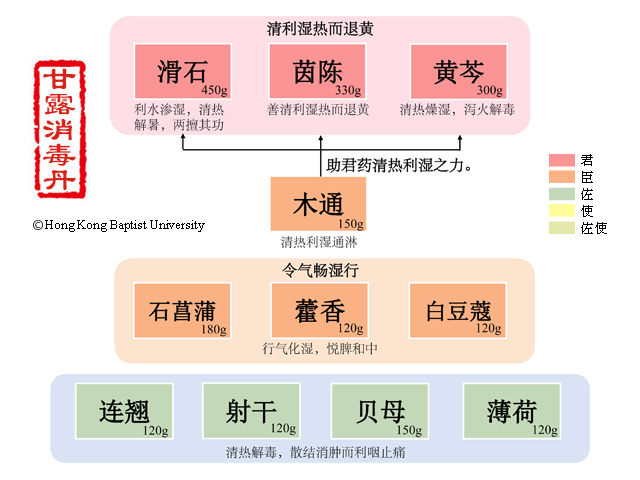 甘露消毒丹
©Hong Kong Baptist University
清利湿热而退黄
滑石
450g
利水渗湿，清热
解暑，两擅其功
茵陈
330g
善清利湿热而退黄
黄芩
300g
清热燥湿，泻火解毒
助君药清热利湿之力。
木通
150g
清热利湿通淋
君
臣
佐
使
佐使
令气畅湿行
石菖蒲
180g
藿香
120g
白豆蔻
120g
行气化湿，悦脾和中
连翘
120g
射干
120g
贝母
150g
薄荷
120g
清热解毒，散结消肿而利咽止痛